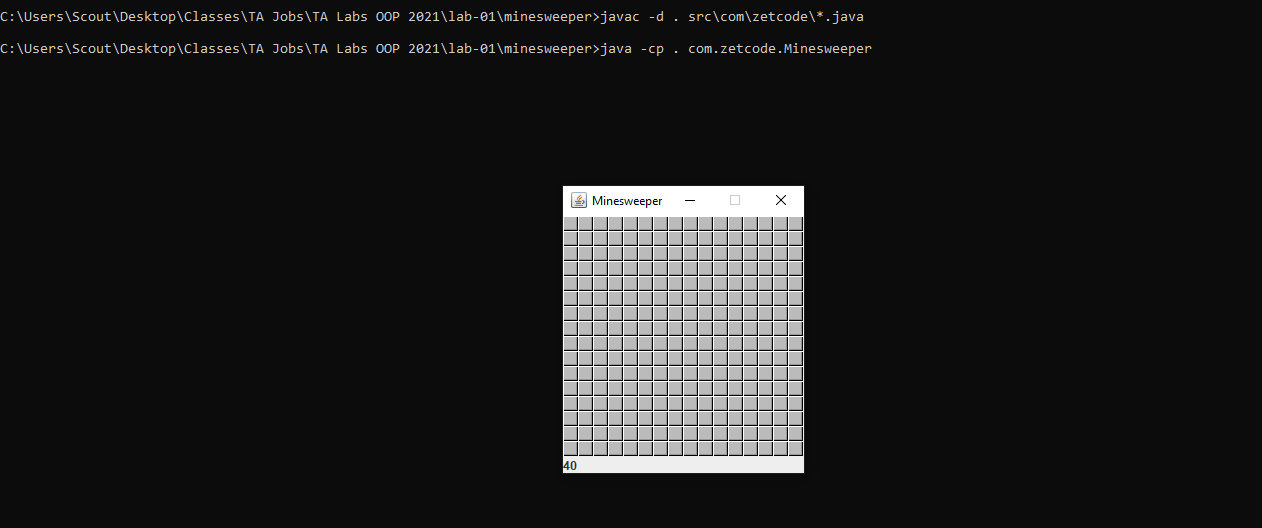 C:\Users\Scout\Desktop\Classes\TA Jobs\TA Labs OOP 2021\lab-01\minesweeper>javac -d . src\com\zetcode\*.java
C:\Users\Scout\Desktop\Classes\TA Jobs\TA Labs OOP 2021\lab-01\minesweeper>java -cp . com.zetcode.Minesweeper
Minesweeper
40